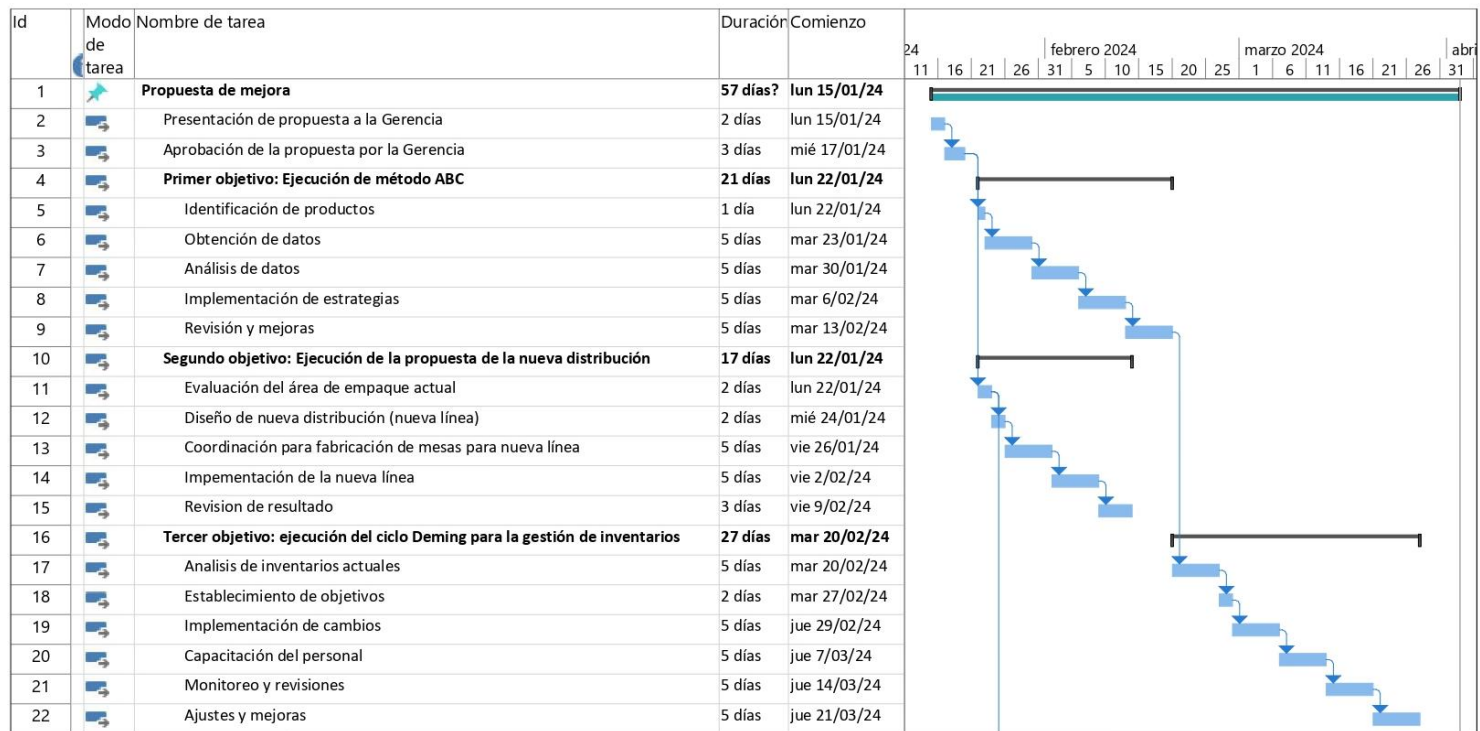 Id Modo de tarea Nombre de tarea Duración Comienzo
24 febrero 2024 marzo 2024 abri
11 16 21 26 31 5 10 15 20 25 1 6 11 16 21 26 31
1 Propuesta de mejora 57 días? lun 15/01/24
2 Presentación de propuesta a la Gerencia 2 días lun 15/01/24
3 Aprobación de la propuesta por la Gerencia 3 días mié 17/01/24
4 Primer objetivo: Ejecución de método ABC 21 días lun 22/01/24
5 Identificación de productos 1 día lun 22/01/24
6 Obtención de datos 5 días mar 23/01/24
7 Análisis de datos 5 días mar 30/01/24
8 Implementación de estrategias 5 días mar 6/02/24
9 Revisión y mejoras 5 días mar 13/02/24
10 Segundo objetivo: Ejecución de la propuesta de la nueva distribución 17 días lun 22/01/24
11 Evaluación del área de empaque actual 2 días lun 22/01/24
12 Diseño de nueva distribución (nueva línea) 2 días mié 24/01/24
13 Coordinación para fabricación de mesas para nueva línea 5 días vie 26/01/24
14 Impementación de la nueva línea 5 días vie 2/02/24
15 Revision de resultado 3 días vie 9/02/24
16 Tercer objetivo: ejecución del ciclo Deming para la gestión de inventarios 27 días mar 20/02/24
17 Analisis de inventarios actuales 5 días mar 20/02/24
18 Establecimiento de objetivos 2 días mar 27/02/24
19 Implementación de cambios 5 días jue 29/02/24
20 Capacitación del personal 5 días jue 7/03/24
21 Monitoreo y revisiones 5 días jue 14/03/24
22 Ajustes y mejoras 5 días jue 21/03/24